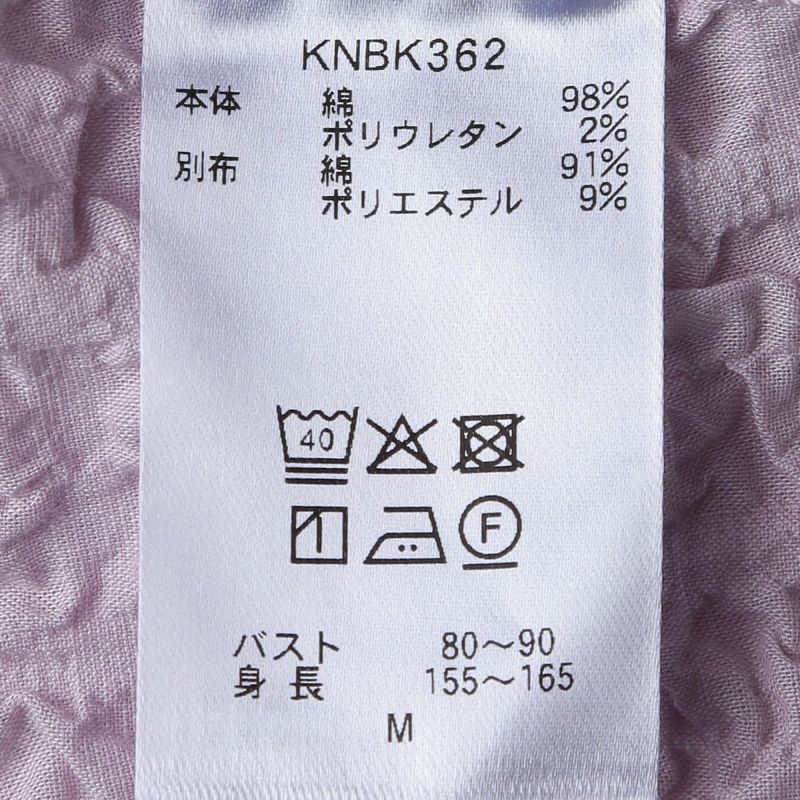 KNBK362
本体 綿 98%
ポリウレタン 2%
別布 綿 91%
ポリエステル 9%
40
F
バスト 80～90
身長 155～165
M